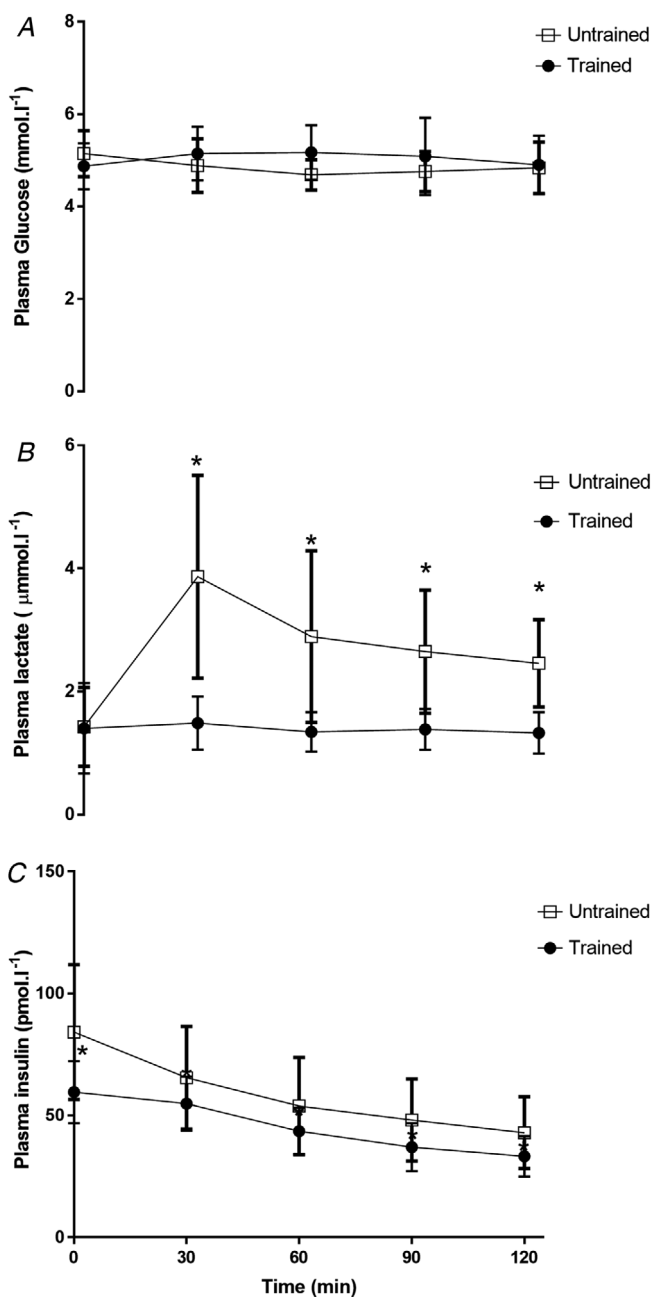 A
8
6
4
2
0
Plasma Glucose (mmol.l⁻¹)
Untrained
Trained
*
B
6
4
2
0
Plasma lactate ( μmmol.l⁻¹)
* * * *
Untrained
Trained
C
150
100
50
0
Plasma insulin (pmol.l⁻¹)
Untrained
Trained
* * * * *
0 30 60 90 120
Time (min)